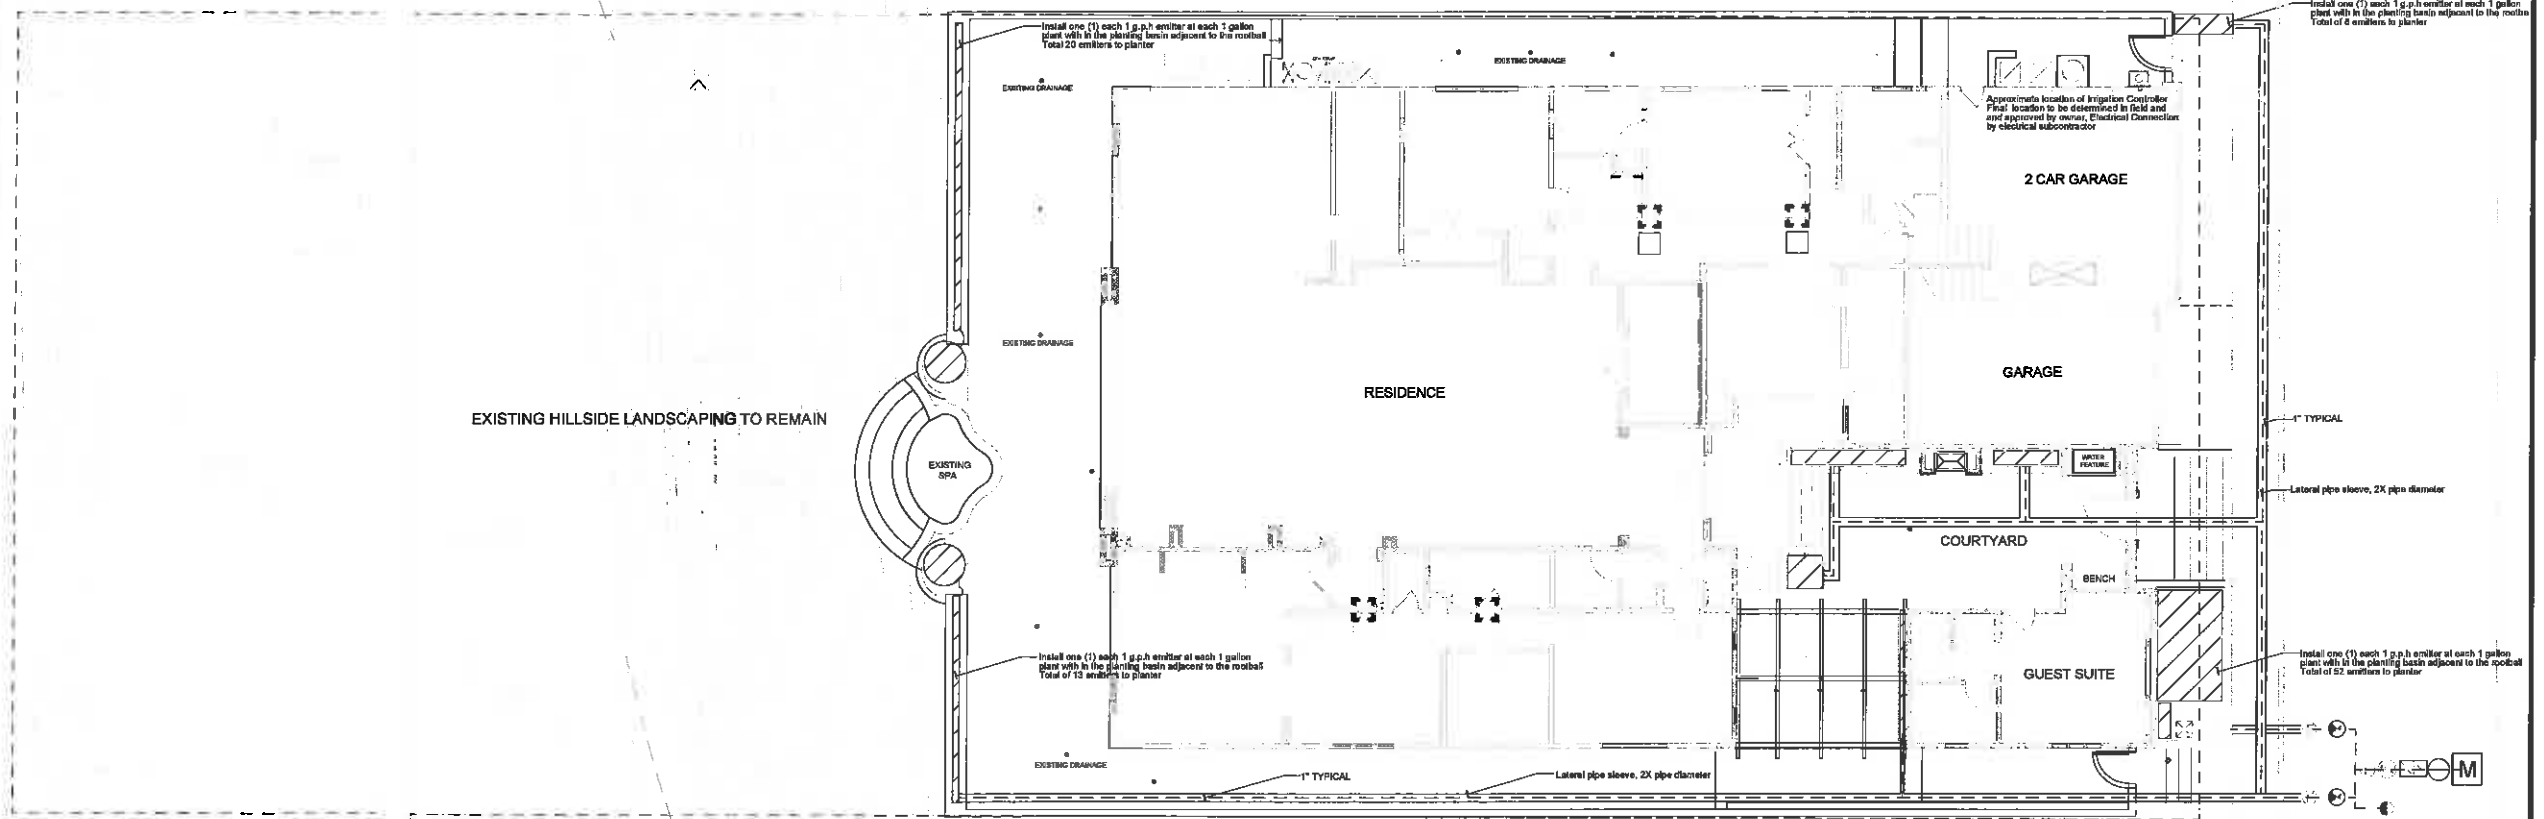 Install one (1) each 1 g.p.h emitter at each 1 gallon
plant with in the planting basin adjacent to the rootball
Total 20 emitters to planter
Install one (1) each 1 g.p.h emitter at each 1 gallon
plant with in the planting basin adjacent to the rootba
Total of 8 emitters to planter
EXISTING DRAINAGE
EXISTING DRAINAGE
Approximate location of Irrigation Controller
Final location to be determined in field and
and approved by owner, Electrical Connection
by electrical subcontractor
2 CAR GARAGE
EXISTING DRAINAGE
GARAGE
RESIDENCE
EXISTING HILLSIDE LANDSCAPING TO REMAIN
1" TYPICAL
WATER
FEATURE
EXISTING
SPA
Lateral pipe sleeve, 2X pipe diameter
COURTYARD
BENCH
Install one (1) each 1 g.p.h emitter at each 1 gallon
plant with in the planting basin adjacent to the rootball
Total of 13 emitters to planter
GUEST SUITE
Install one (1) each 1 g.p.h emitter at each 1 gallon
plant with in the planting basin adjacent to the rootball
Total of 52 emitters to planter
EXISTING DRAINAGE
1" TYPICAL
Lateral pipe sleeve, 2X pipe diameter
M